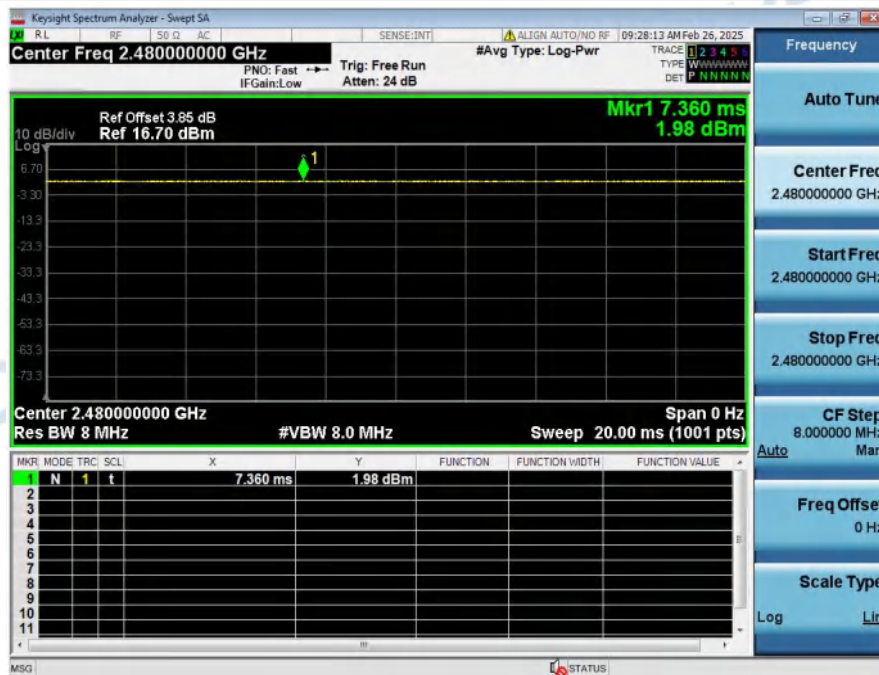 Keysight Spectrum Analyzer - Swept SA
RL RF 50 Ω AC SENSE:INT ALIGN AUTO/NO RF 09:28:13 AM Feb 26, 2025
Center Freq 2.480000000 GHz
PNO: Fast
IFGain:Low
Trig: Free Run
Atten: 24 dB
#Avg Type: Log-Pwr
TRACE 1 2 3 4 5 6
TYPE WWWWWW
DET P N N N N N
Frequency
Mkr1 7.360 ms
1.98 dBm
Ref Offset 3.85 dB
10 dB/div Ref 16.70 dBm
Log
1
6.70
-3.30
-13.3
-23.3
-33.3
-43.3
-53.3
-63.3
-73.3
Center 2.480000000 GHz Span 0 Hz
Res BW 8 MHz #VBW 8.0 MHz Sweep 20.00 ms (1001 pts)
MKR MODE TRC SCL X Y FUNCTION FUNCTION WIDTH FUNCTION VALUE
1 N 1 t 7.360 ms 1.98 dBm
2
3
4
5
6
7
8
9
10
11
MSG STATUS
Auto Tune
Center Freq
2.480000000 GHz
Start Freq
2.480000000 GHz
Stop Freq
2.480000000 GHz
CF Step
8.000000 MHz
Auto Man
Freq Offset
0 Hz
Scale Type
Log Lin